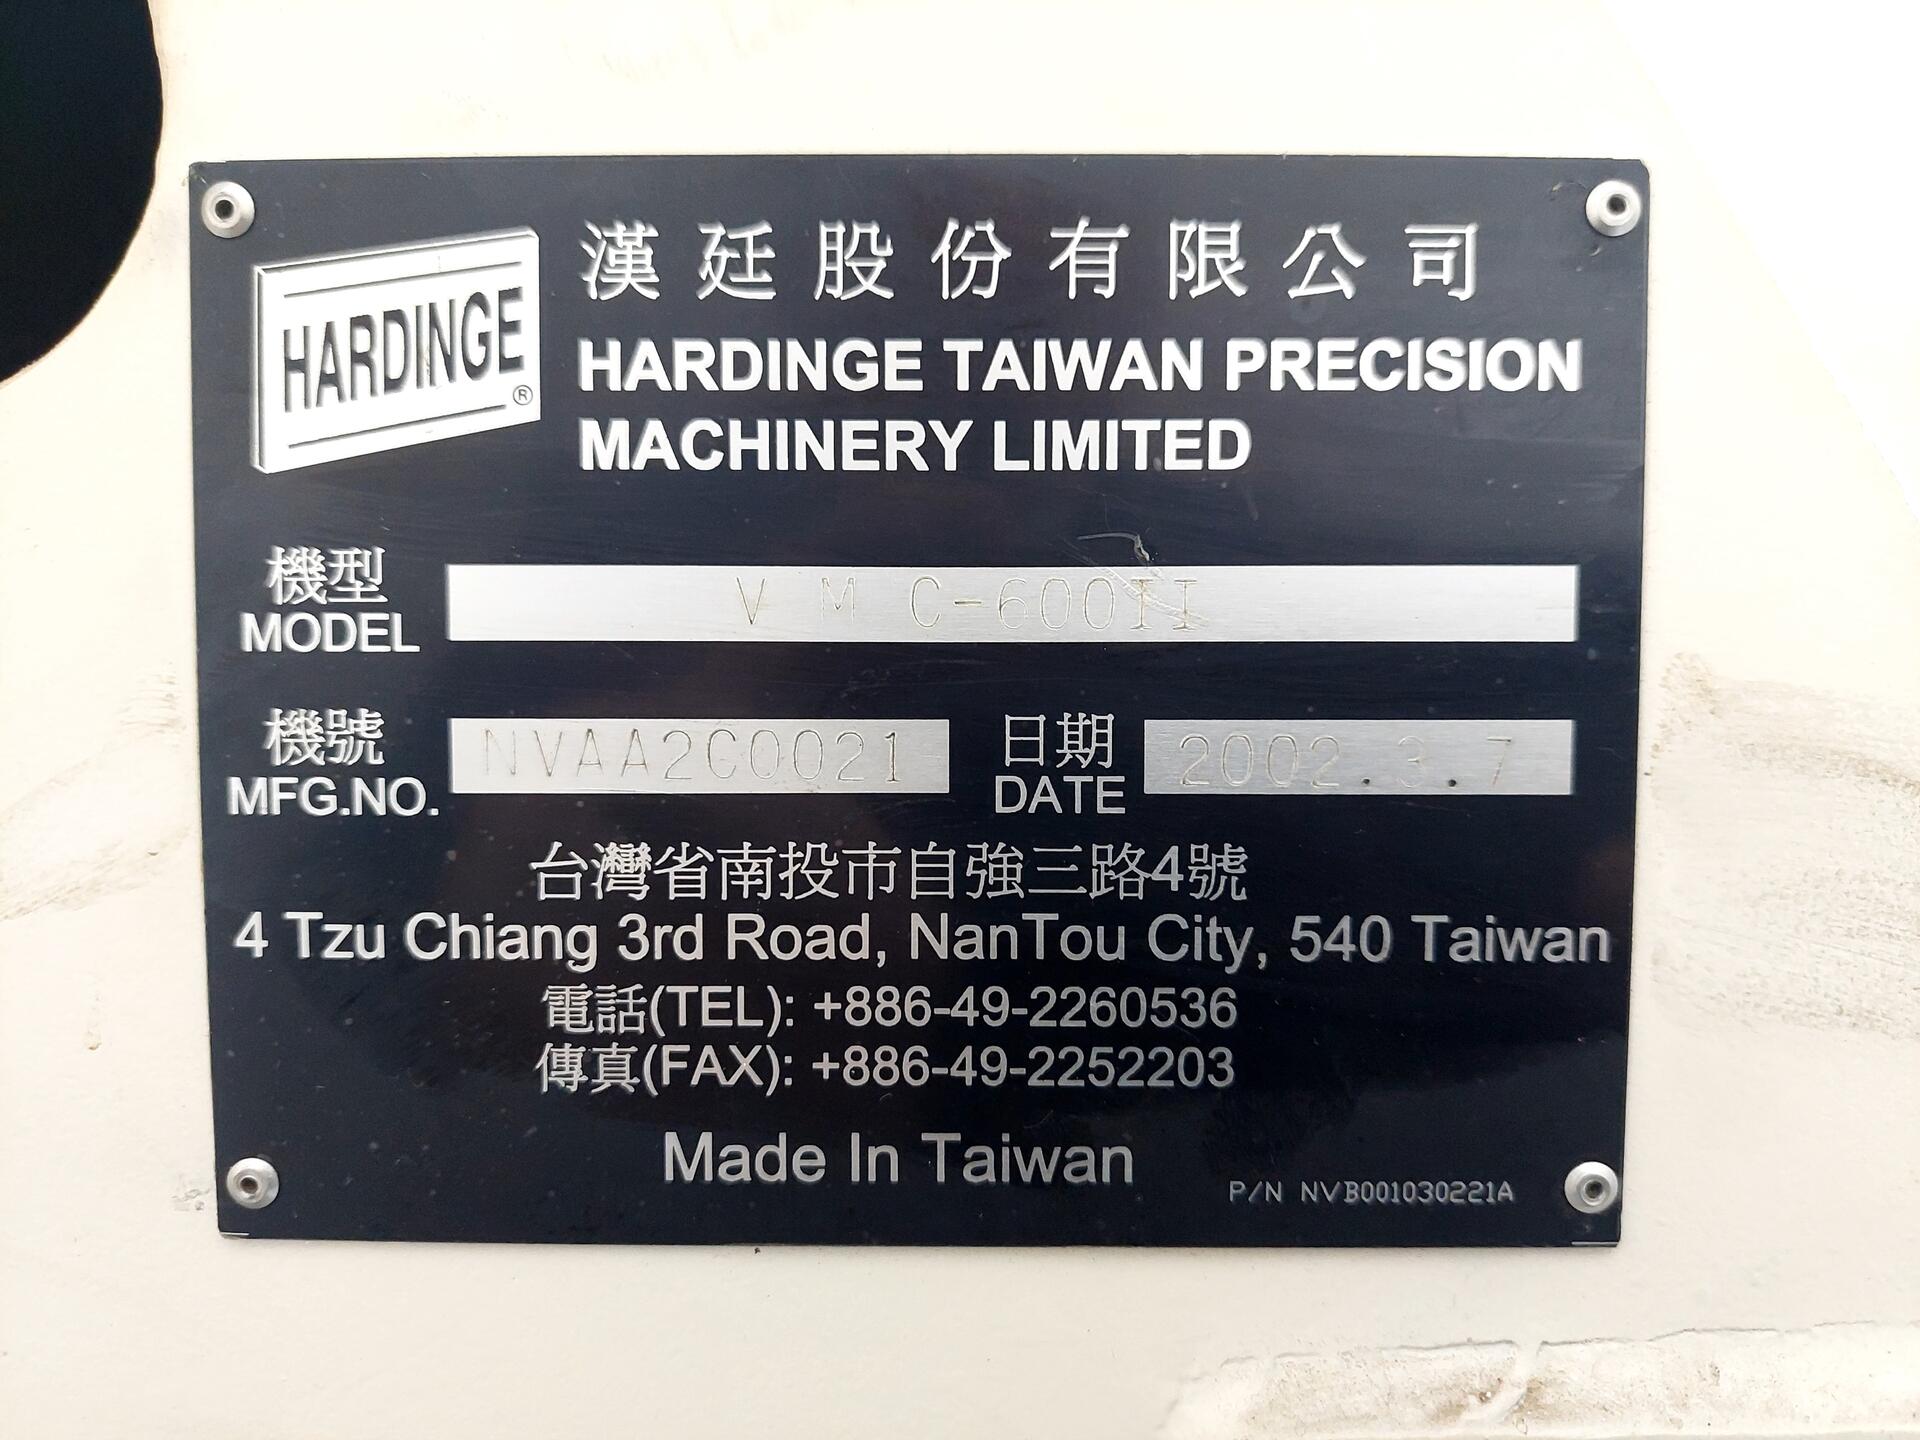 HARDINGE®
漢廷股份有限公司
HARDINGE TAIWAN PRECISION
MACHINERY LIMITED
機型
MODEL
VMC-600II
機號
MFG.NO.
NVAA2C0021
日期
DATE
2002.3.7
台灣省南投市自強三路4號
4 Tzu Chiang 3rd Road, NanTou City, 540 Taiwan
電話(TEL): +886-49-2260536
傳真(FAX): +886-49-2252203
Made In Taiwan
P/N NVB001030221A